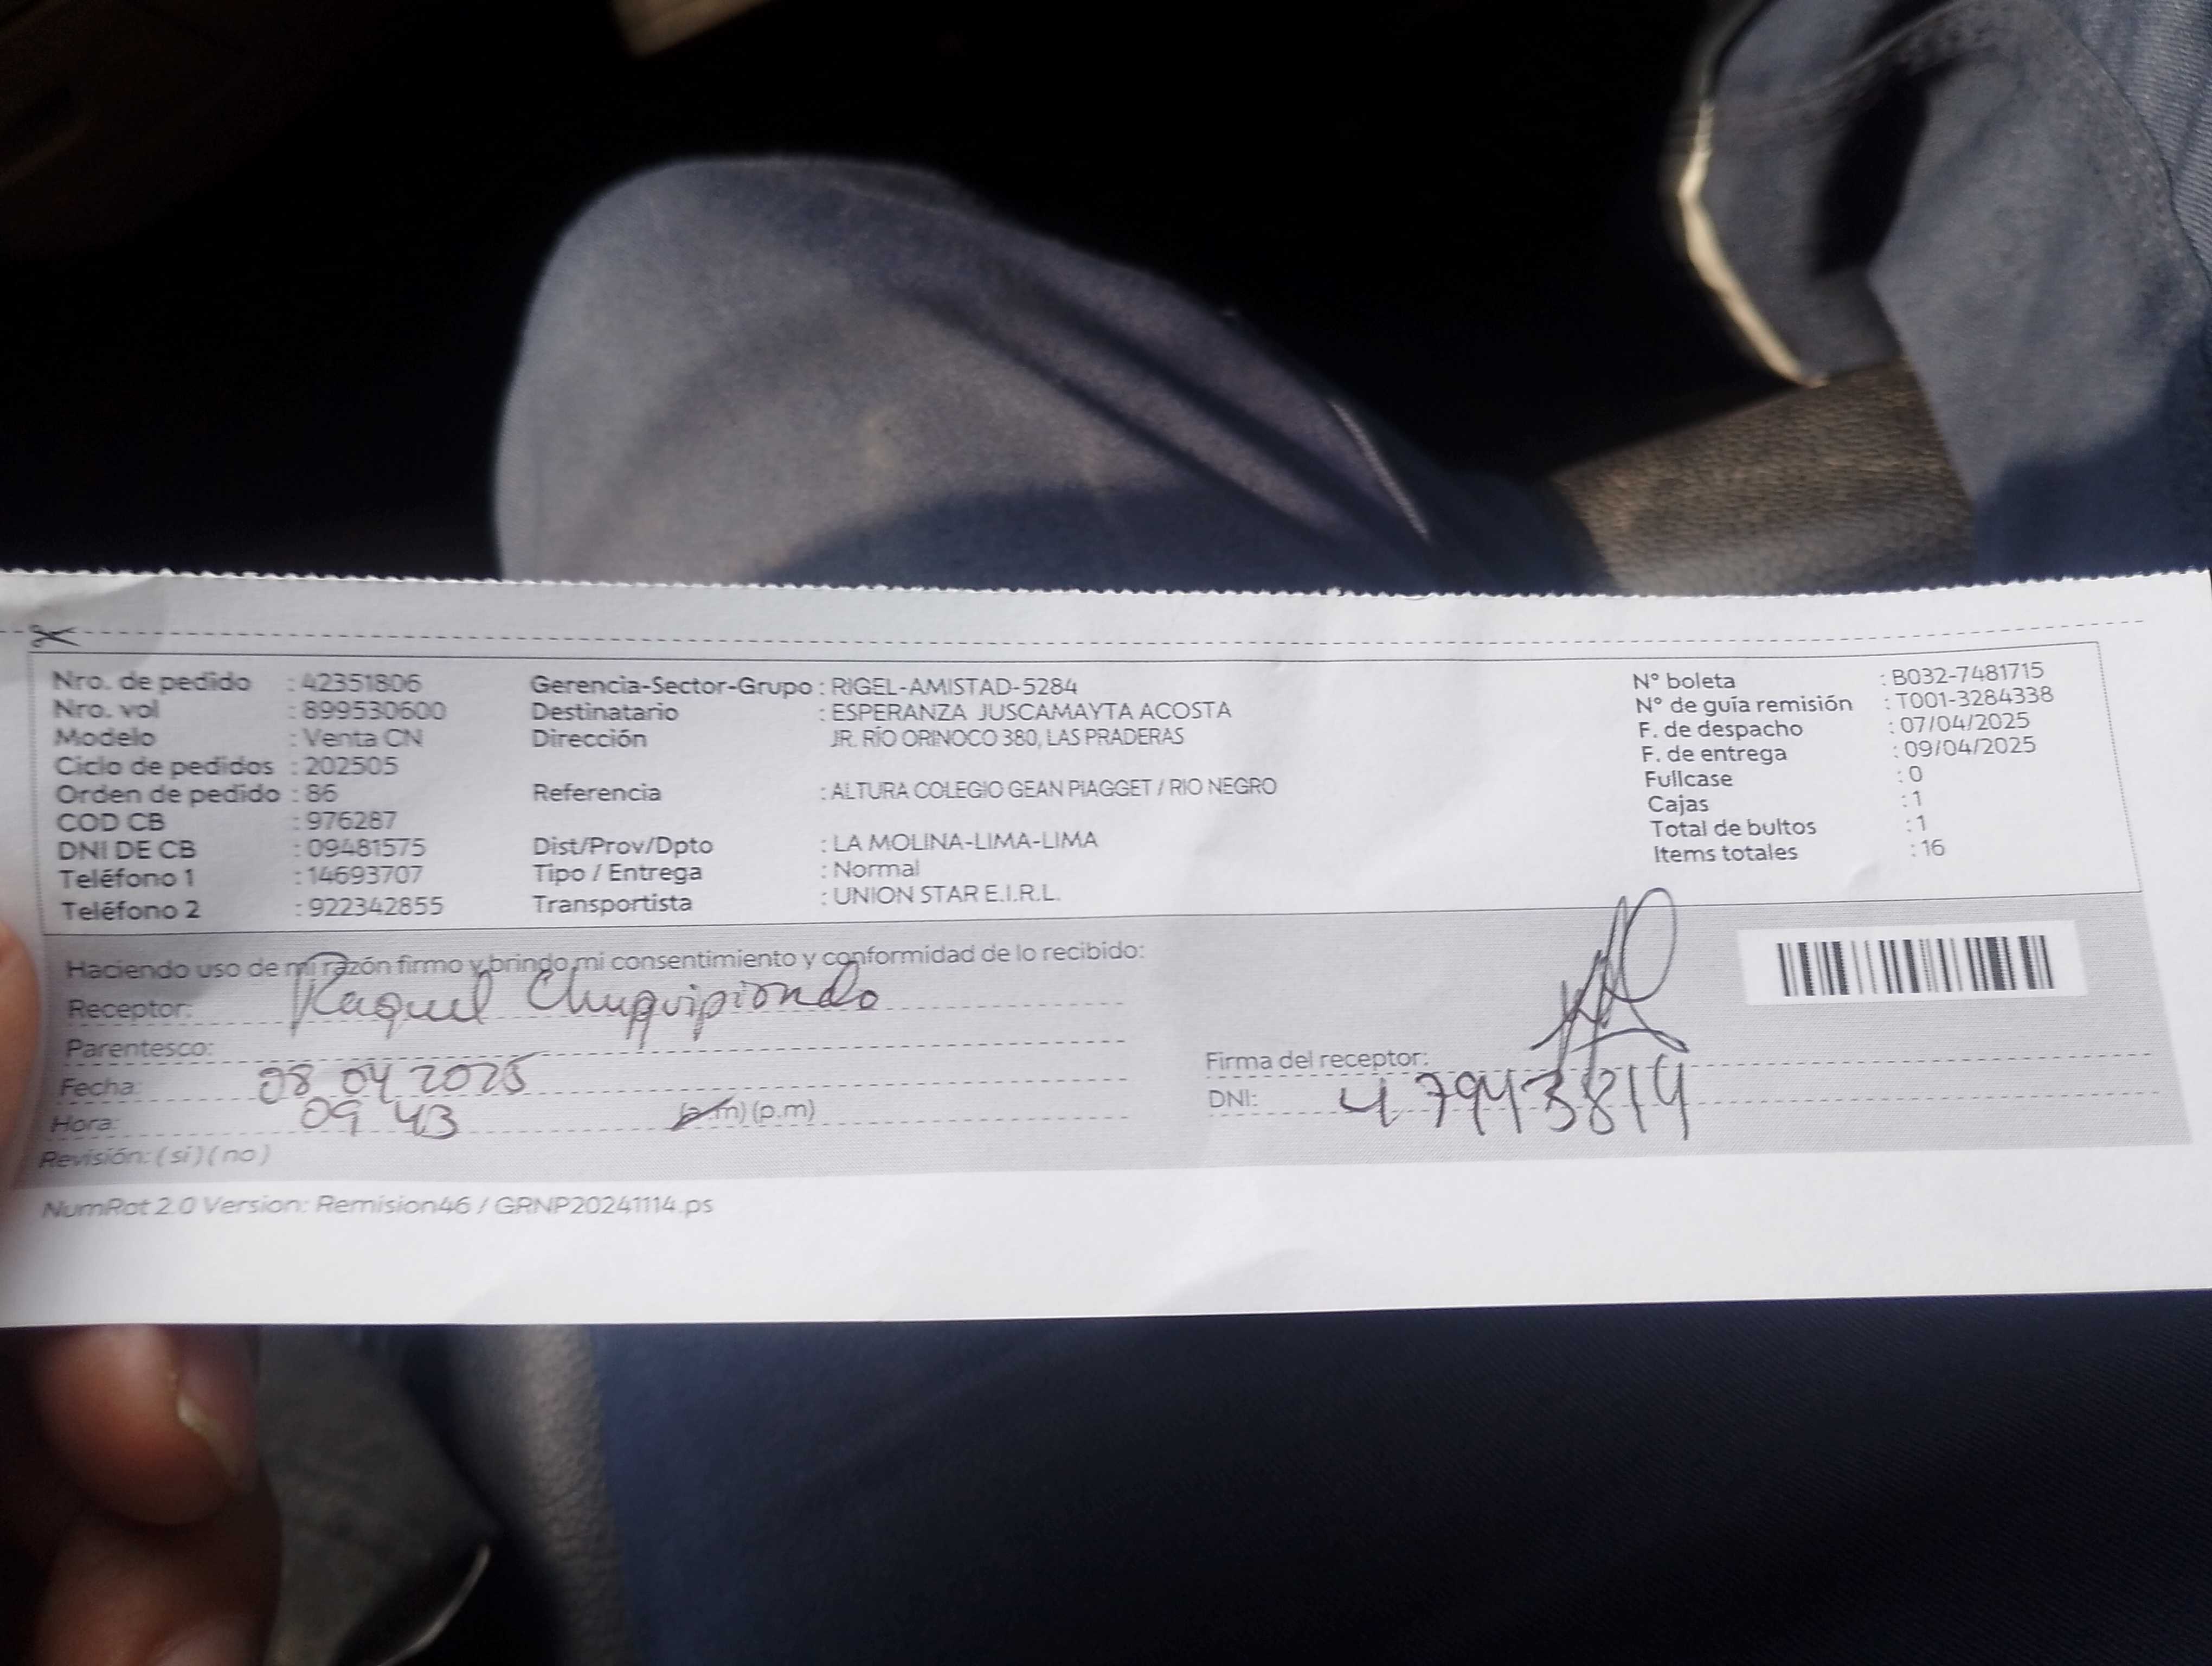 Nro. de pedido : 42351806
Nro. vol : 899530600
Modelo : Venta CN
Ciclo de pedidos : 202505
Orden de pedido : 86
COD CB : 976287
DNI DE CB : 09481575
Teléfono 1 : 14693707
Teléfono 2 : 922342855
Gerencia-Sector-Grupo : RIGEL-AMISTAD-5284
Destinatario : ESPERANZA JUSCAMAYTA ACOSTA
Dirección JR. RÍO ORINOCO 380, LAS PRADERAS
Referencia : ALTURA COLEGIO GEAN PIAGGET / RIO NEGRO
Dist/Prov/Dpto : LA MOLINA-LIMA-LIMA
Tipo / Entrega : Normal
Transportista : UNION STAR E.I.R.L.
N° boleta : B032-7481715
N° de guía remisión : T001-3284338
F. de despacho : 07/04/2025
F. de entrega : 09/04/2025
Fullcase : 0
Cajas : 1
Total de bultos : 1
Items totales : 16
Haciendo uso de mi razón firmo y brindo mi consentimiento y conformidad de lo recibido:
Receptor: Raquel Chuquipiondo
Parentesco:
Fecha: 08 04 2025
Hora: 09 43 (a.m) (p.m)
Revisión: ( si ) ( no )
Firma del receptor:
DNI: 47943814
NumRot 2.0 Version: Remision46 / GRNP20241114.ps